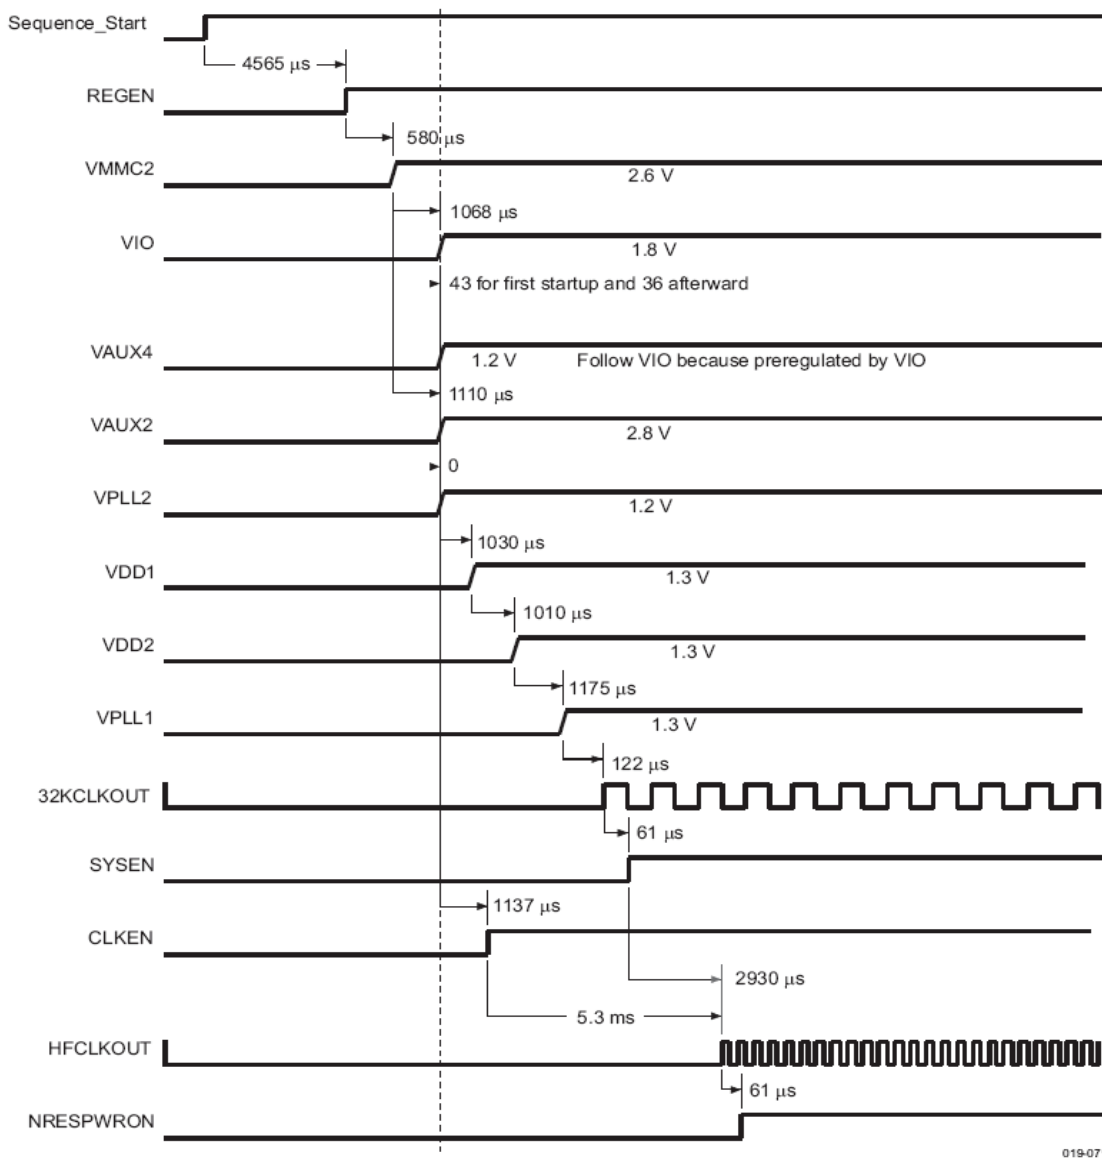 Sequence_Start
4565 μs
REGEN
580 μs
VMMC2
2.6 V
1068 μs
VIO
1.8 V
43 for first startup and 36 afterward
VAUX4
1.2 V Follow VIO because preregulated by VIO
1110 μs
VAUX2
2.8 V
0
VPLL2
1.2 V
1030 μs
VDD1
1.3 V
1010 μs
VDD2
1.3 V
1175 μs
VPLL1
1.3 V
122 μs
32KCLKOUT
61 μs
SYSEN
1137 μs
CLKEN
2930 μs
5.3 ms
HFCLKOUT
61 μs
NRESPWRON
019-07